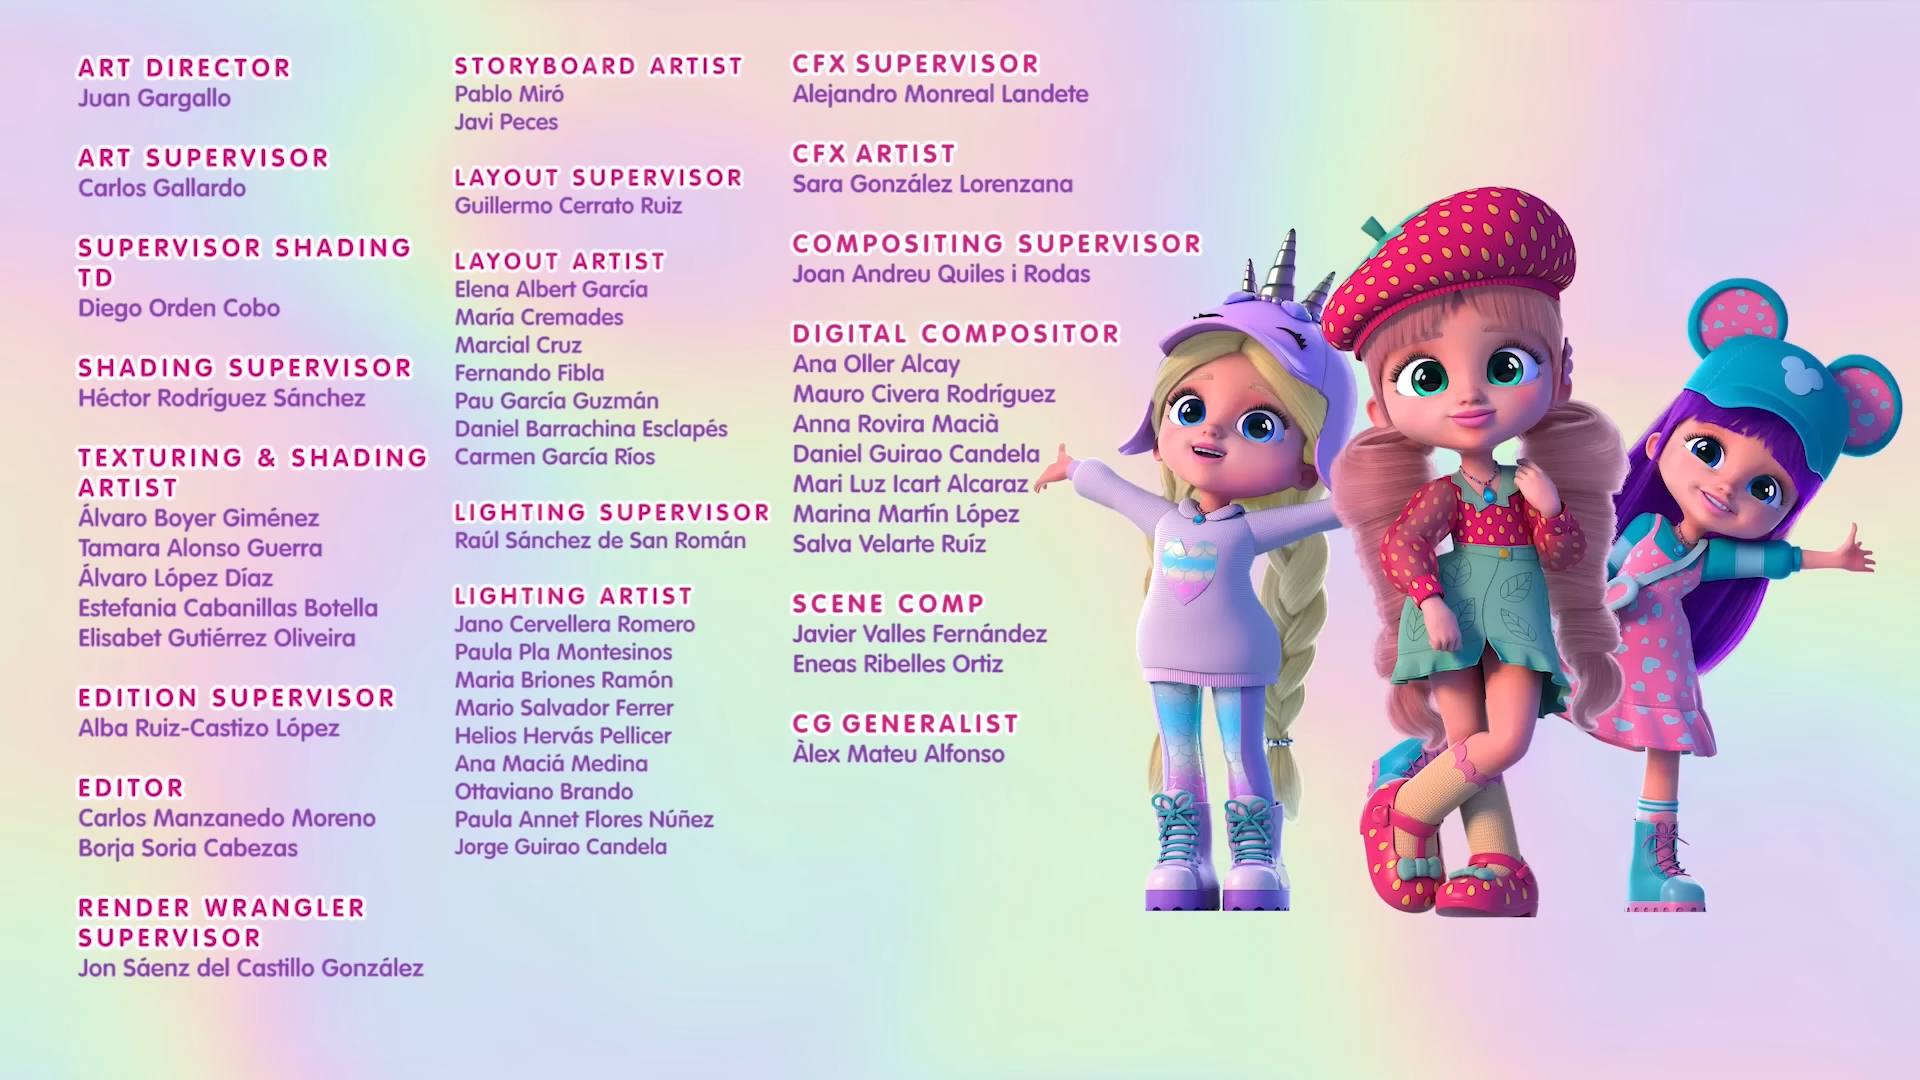 ART DIRECTOR
Juan Gargallo
ART SUPERVISOR
Carlos Gallardo
SUPERVISOR SHADING
TD
Diego Orden Cobo
SHADING SUPERVISOR
Héctor Rodríguez Sánchez
TEXTURING & SHADING
ARTIST
Álvaro Boyer Giménez
Tamara Alonso Guerra
Álvaro López Díaz
Estefania Cabanillas Botella
Elisabet Gutiérrez Oliveira
EDITION SUPERVISOR
Alba Ruiz-Castizo López
EDITOR
Carlos Manzanedo Moreno
Borja Soria Cabezas
RENDER WRANGLER
SUPERVISOR
Jon Sáenz del Castillo González
STORYBOARD ARTIST
Pablo Miró
Javi Peces
LAYOUT SUPERVISOR
Guillermo Cerrato Ruiz
LAYOUT ARTIST
Elena Albert García
María Cremades
Marcial Cruz
Fernando Fibla
Pau García Guzmán
Daniel Barrachina Esclapés
Carmen García Ríos
LIGHTING SUPERVISOR
Raúl Sánchez de San Román
LIGHTING ARTIST
Jano Cervellera Romero
Paula Pla Montesinos
Maria Briones Ramón
Mario Salvador Ferrer
Helios Hervás Pellicer
Ana Maciá Medina
Ottaviano Brando
Paula Annet Flores Núñez
Jorge Guirao Candela
CFX SUPERVISOR
Alejandro Monreal Landete
CFX ARTIST
Sara González Lorenzana
COMPOSITING SUPERVISOR
Joan Andreu Quiles i Rodas
DIGITAL COMPOSITOR
Ana Oller Alcay
Mauro Civera Rodríguez
Anna Rovira Macià
Daniel Guirao Candela
Mari Luz Icart Alcaraz
Marina Martín López
Salva Velarte Ruíz
SCENE COMP
Javier Valles Fernández
Eneas Ribelles Ortiz
CG GENERALIST
Àlex Mateu Alfonso